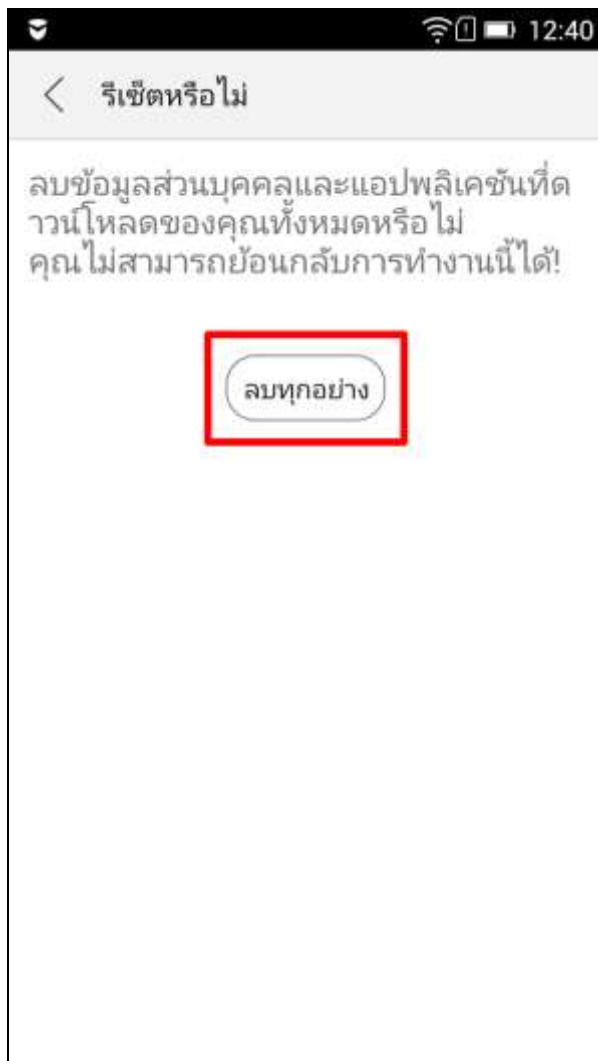 12:40
รีเซ็ตหรือไม่
ลบข้อมูลส่วนบุคคลและแอปพลิเคชันที่ด
าวน์โหลดของคุณทั้งหมดหรือไม่
คุณไม่สามารถย้อนกลับการทำงานนี้ได้!
ลบทุกอย่าง